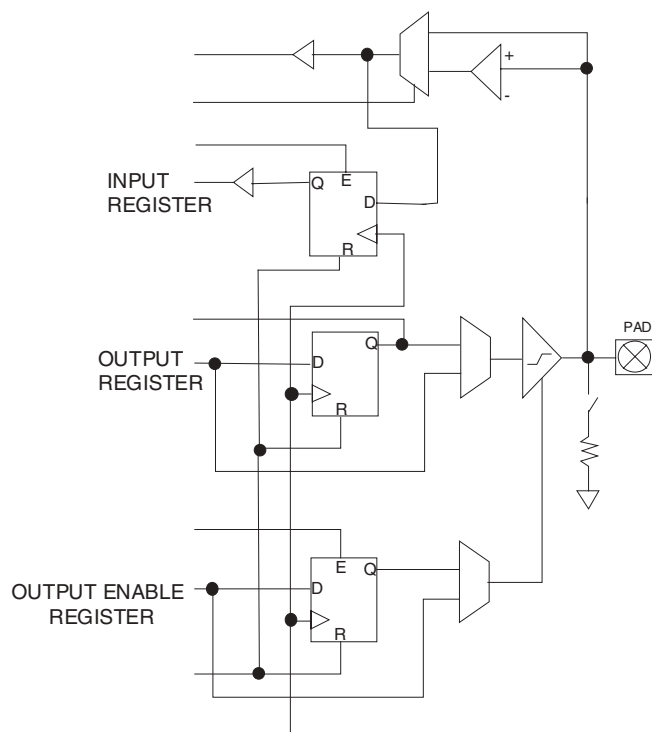 +
-
INPUT
REGISTER
Q
E
D
R
PAD
OUTPUT
REGISTER
Q
D
R
OUTPUT ENABLE
REGISTER
E
Q
D
R